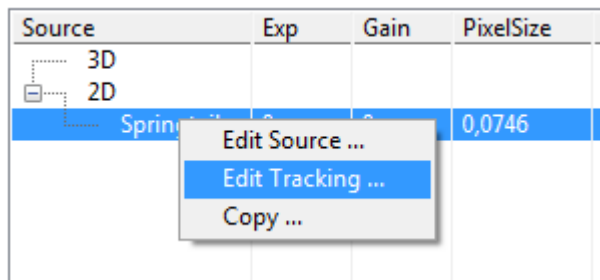 Source Exp Gain PixelSize
3D
2D
0,0746
Edit Source ...
Edit Tracking ...
Copy ...